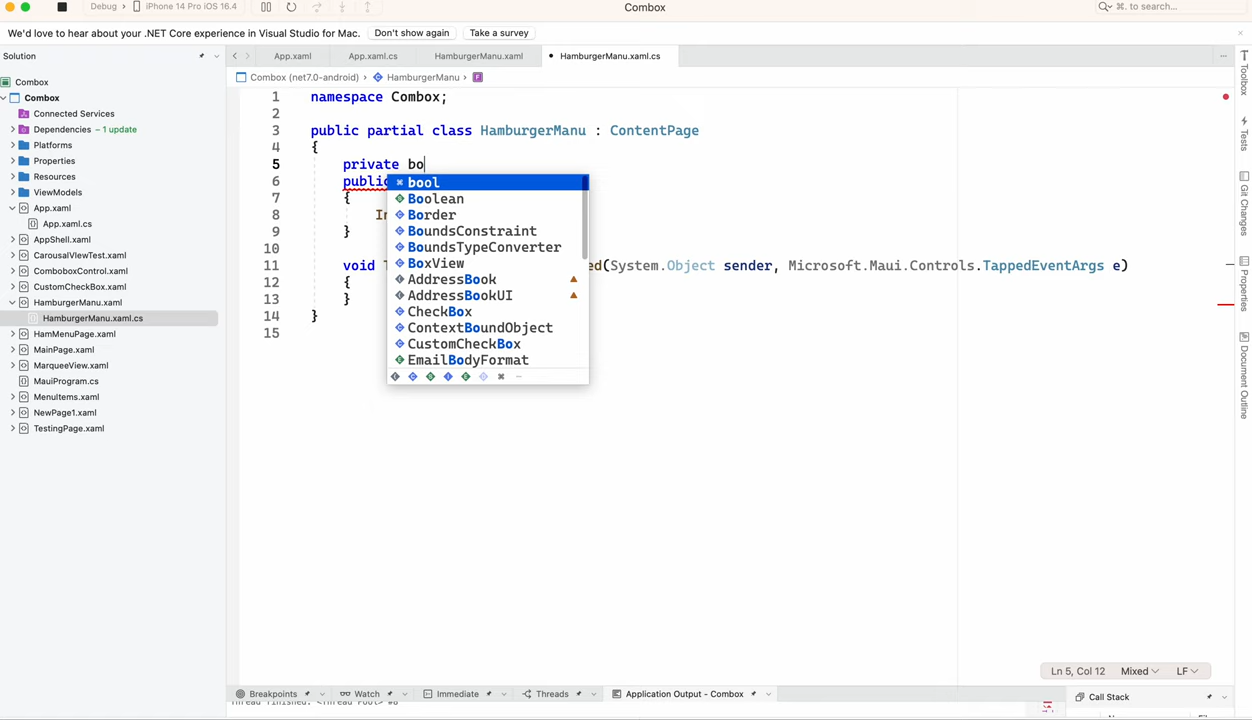 Debug > iPhone 14 Pro iOS 16.4
Combox
⌘. to search...
We'd love to hear about your .NET Core experience in Visual Studio for Mac.
Don't show again
Take a survey
Solution
Combox
Combox
Connected Services
Dependencies – 1 update
Platforms
Properties
Resources
ViewModels
App.xaml
App.xaml.cs
AppShell.xaml
CarousalVIewTest.xaml
ComboboxControl.xaml
CustomCheckBox.xaml
HamburgerManu.xaml
HamburgerManu.xaml.cs
HamMenuPage.xaml
MainPage.xaml
MarqueeView.xaml
MauiProgram.cs
MenuItems.xaml
NewPage1.xaml
TestingPage.xaml
App.xaml
App.xaml.cs
HamburgerManu.xaml
HamburgerManu.xaml.cs
Combox (net7.0-android) > HamburgerManu >
1 namespace Combox;
2
3 public partial class HamburgerManu : ContentPage
4 {
5 private bo
6 public
7 {
8 In
9 }
10
11 void T ed(System.Object sender, Microsoft.Maui.Controls.TappedEventArgs e)
12 {
13 }
14 }
15
bool
Boolean
Border
BoundsConstraint
BoundsTypeConverter
BoxView
AddressBook
AddressBookUI
CheckBox
ContextBoundObject
CustomCheckBox
EmailBodyFormat
Toolbox
Tests
Git Changes
Properties
Document Outline
Ln 5, Col 12 Mixed LF
Breakpoints
Watch
Immediate
Threads
Application Output - Combox
Call Stack
Thread finished: <Thread Pool> #8